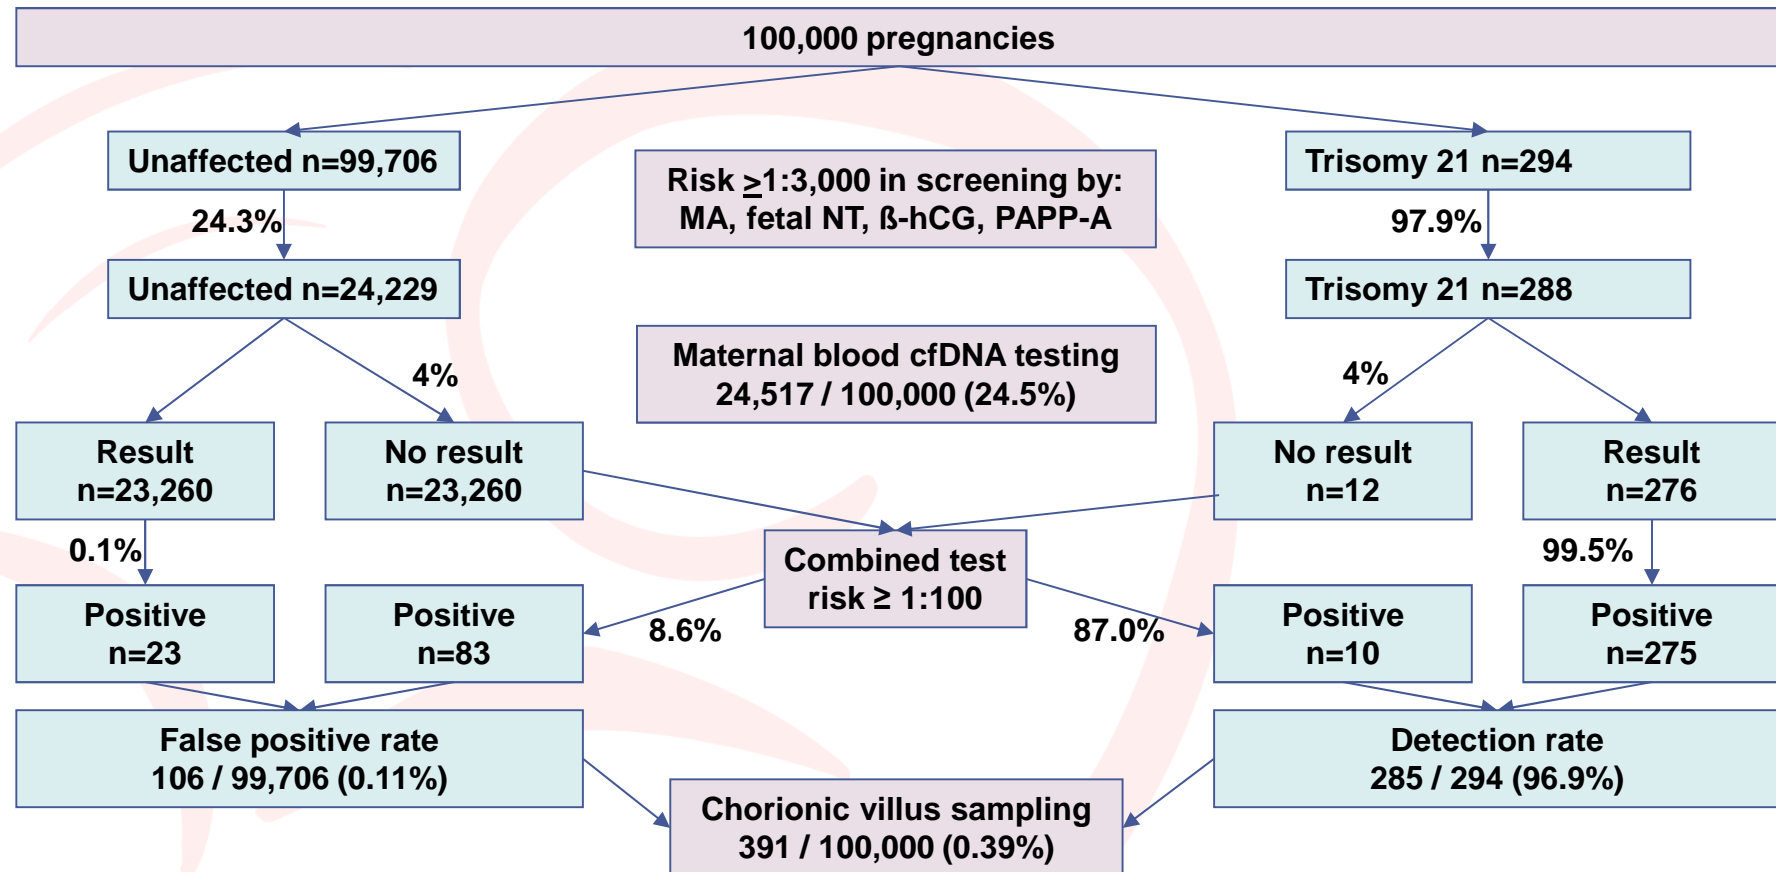 100,000 pregnancies
Unaffected n=99,706
Risk ≥1:3,000 in screening by:
MA, fetal NT, ß-hCG, PAPP-A
Trisomy 21 n=294
24.3%
97.9%
Unaffected n=24,229
Trisomy 21 n=288
Maternal blood cfDNA testing
24,517 / 100,000 (24.5%)
4%
4%
Result
n=23,260
No result
n=23,260
No result
n=12
Result
n=276
0.1%
Combined test
risk ≥ 1:100
99.5%
Positive
n=23
Positive
n=83
8.6%
87.0%
Positive
n=10
Positive
n=275
False positive rate
106 / 99,706 (0.11%)
Detection rate
285 / 294 (96.9%)
Chorionic villus sampling
391 / 100,000 (0.39%)